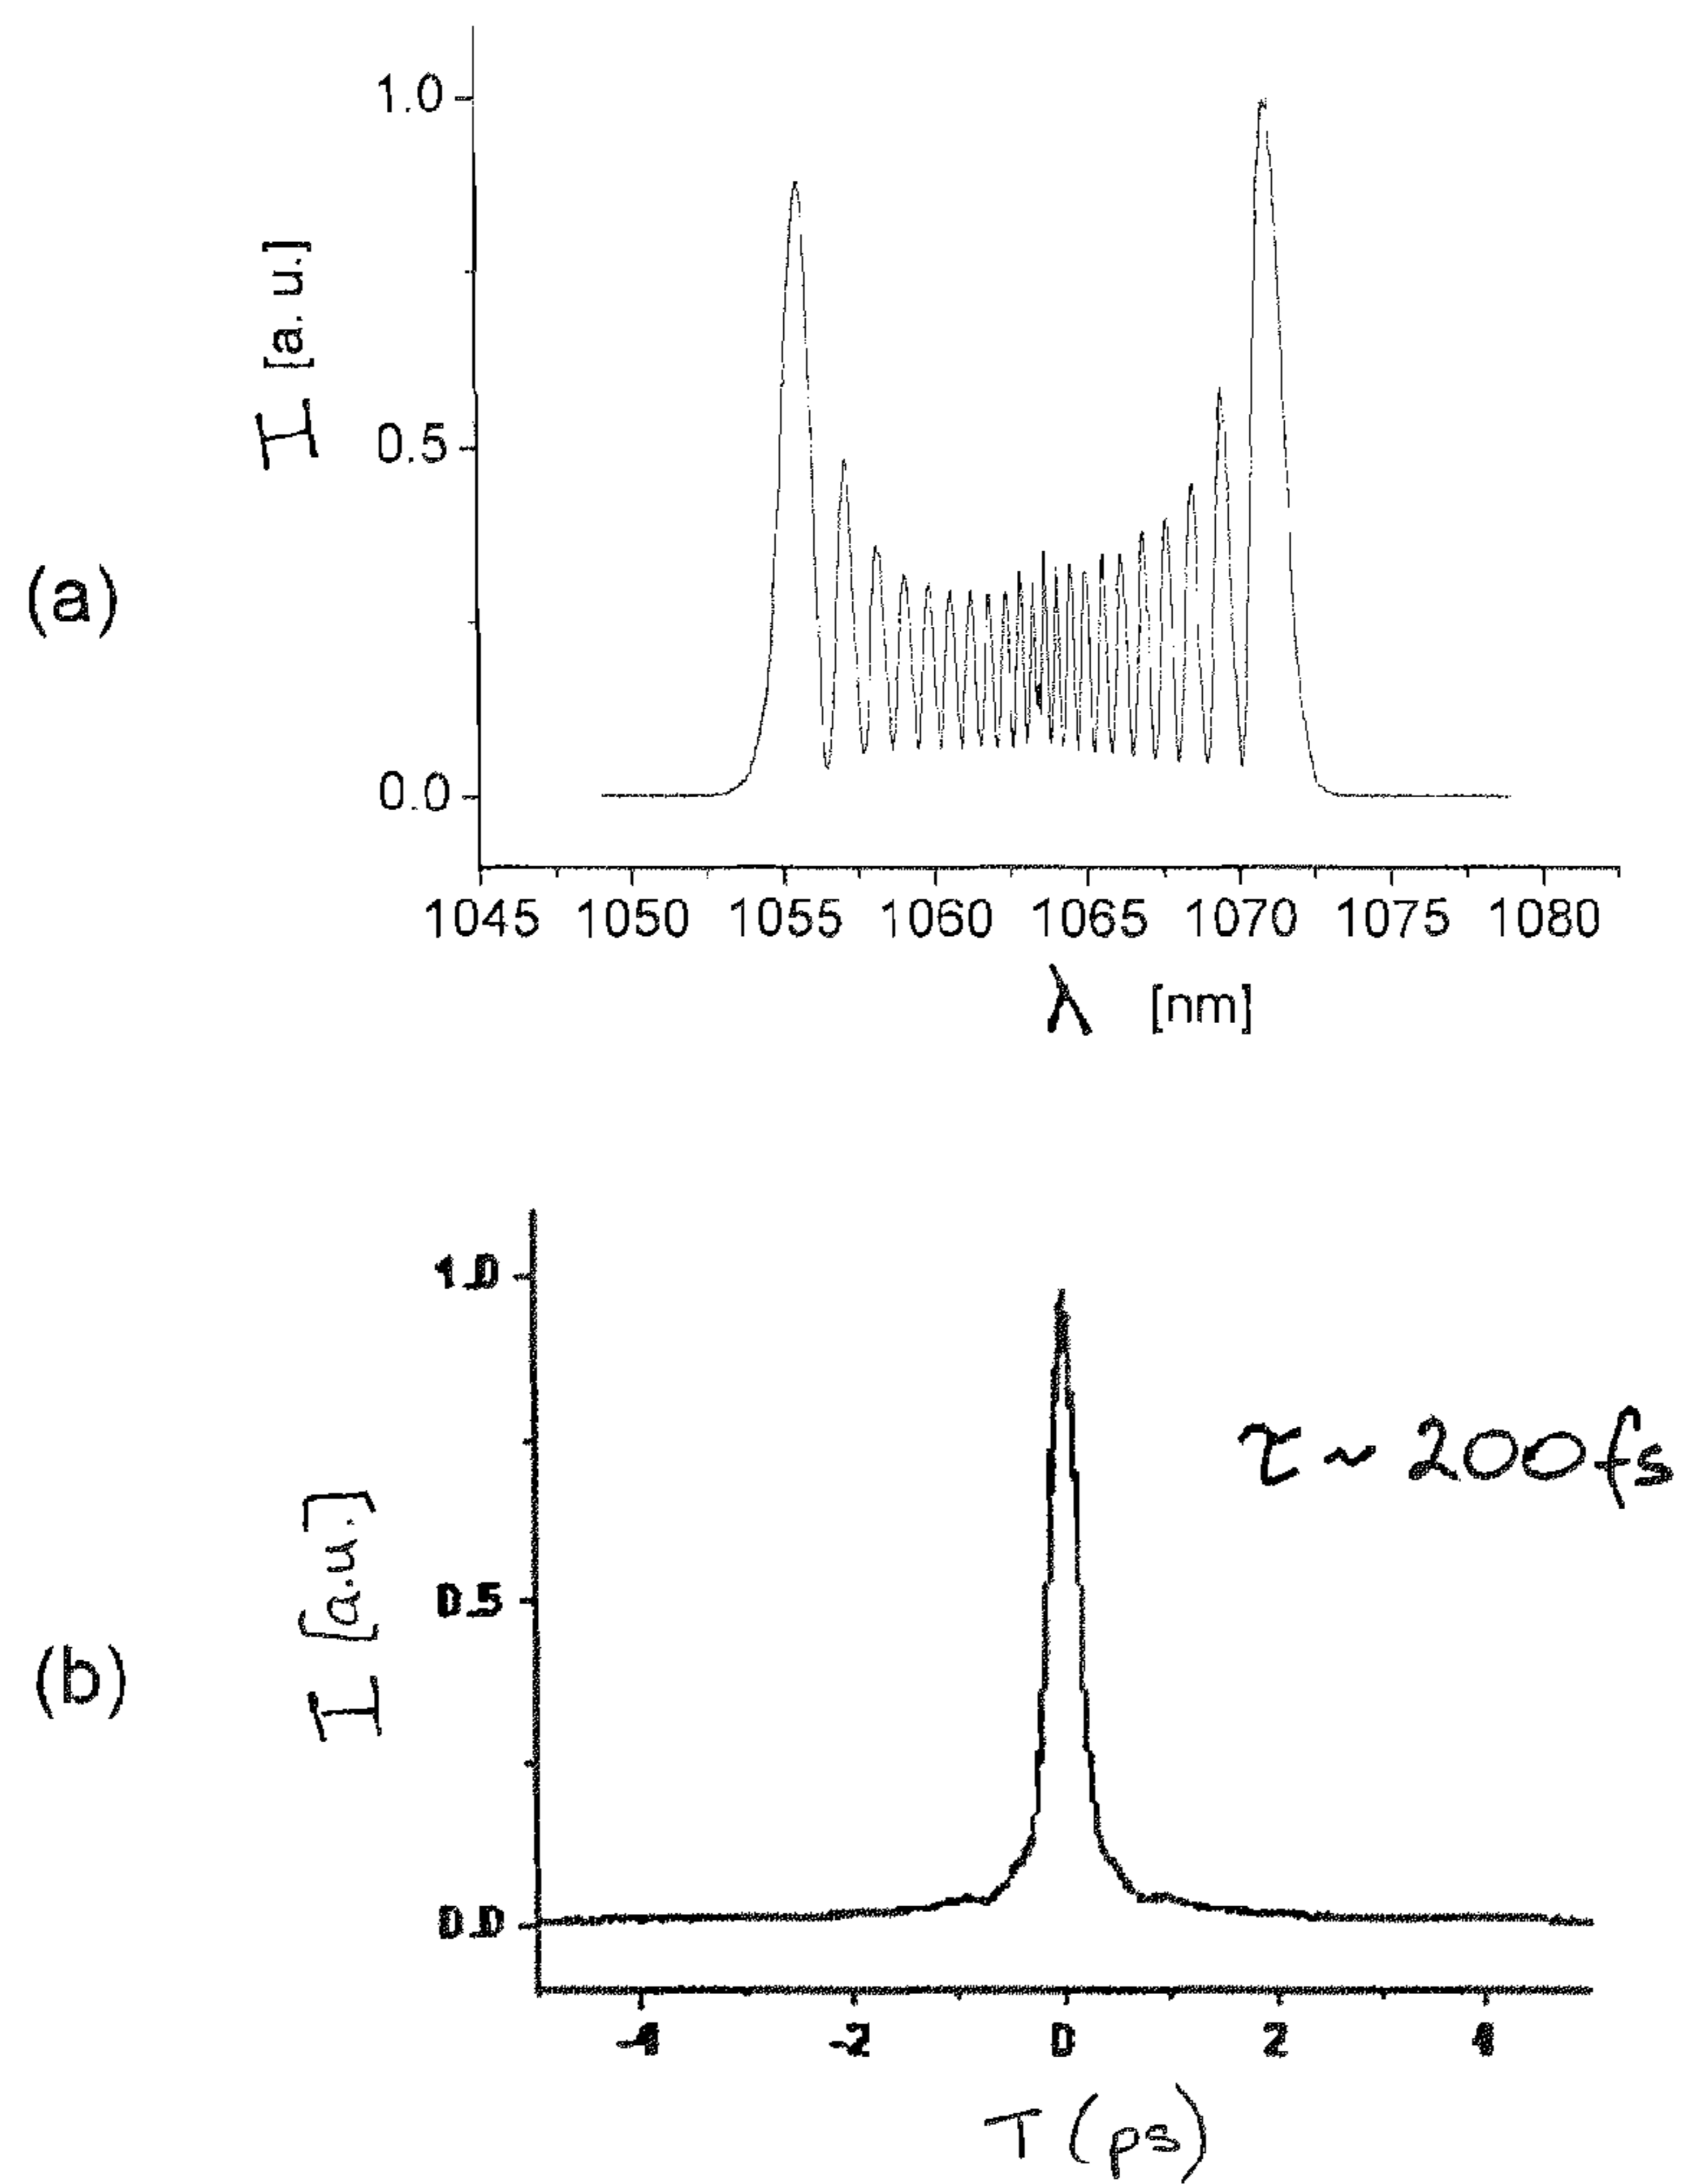 (a)
I [a. u.]
1.0
0.5
0.0
1045 1050 1055 1060 1065 1070 1075 1080
λ [nm]
(b)
I [a.u.]
1.0
0.5
0.0
τ ~ 200fs
-4 -2 0 2 4
T (ps)